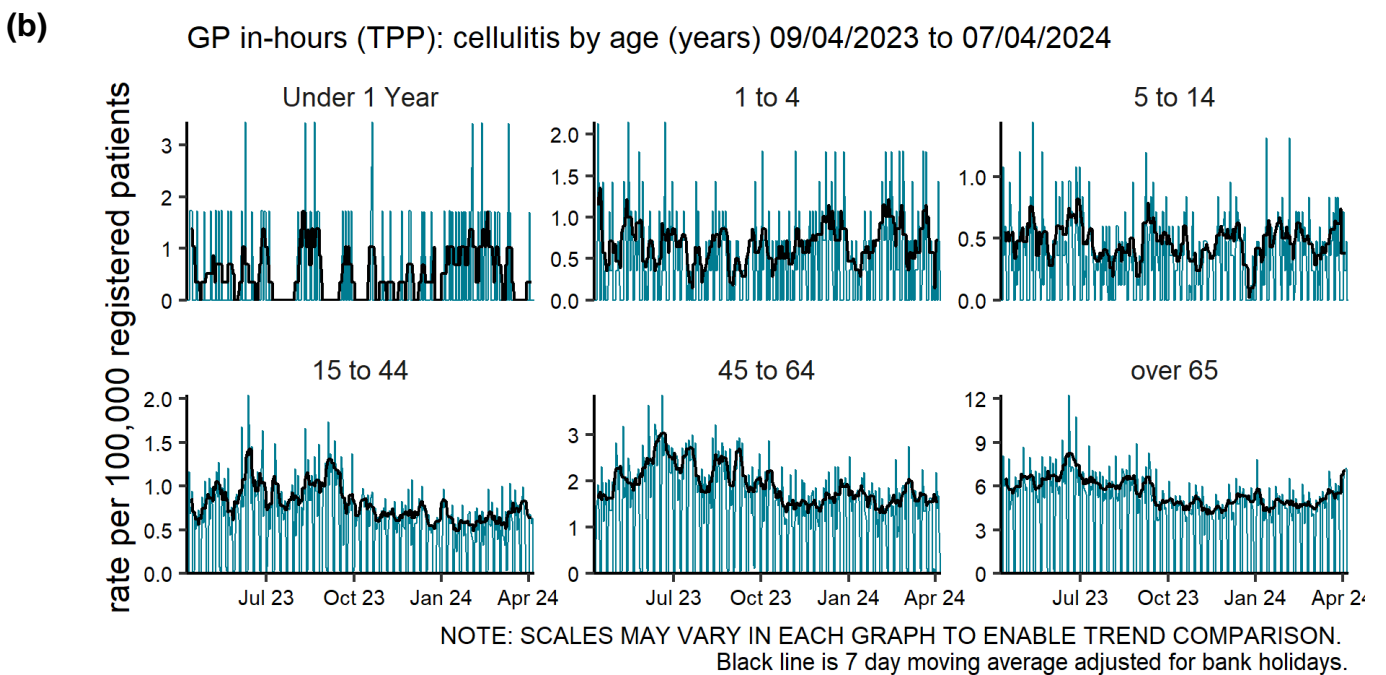 (b)
GP in-hours (TPP): cellulitis by age (years) 09/04/2023 to 07/04/2024
rate per 100,000 registered patients
Under 1 Year
1 to 4
5 to 14
3
2
1
0
2.0
1.5
1.0
0.5
0.0
1.0
0.5
0.0
15 to 44
45 to 64
over 65
2.0
1.5
1.0
0.5
0.0
3
2
1
0
12
9
6
3
0
Jul 23 Oct 23 Jan 24 Apr 24
Jul 23 Oct 23 Jan 24 Apr 24
Jul 23 Oct 23 Jan 24 Apr
NOTE: SCALES MAY VARY IN EACH GRAPH TO ENABLE TREND COMPARISON.
Black line is 7 day moving average adjusted for bank holidays.